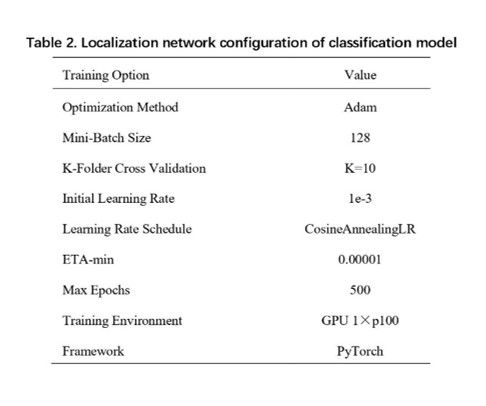 Table 2. Localization network configuration of classification model
Training Option Value
Optimization Method Adam
Mini-Batch Size 128
K-Folder Cross Validation K=10
Initial Learning Rate 1e-3
Learning Rate Schedule CosineAnnealingLR
ETA-min 0.00001
Max Epochs 500
Training Environment GPU 1×p100
Framework PyTorch